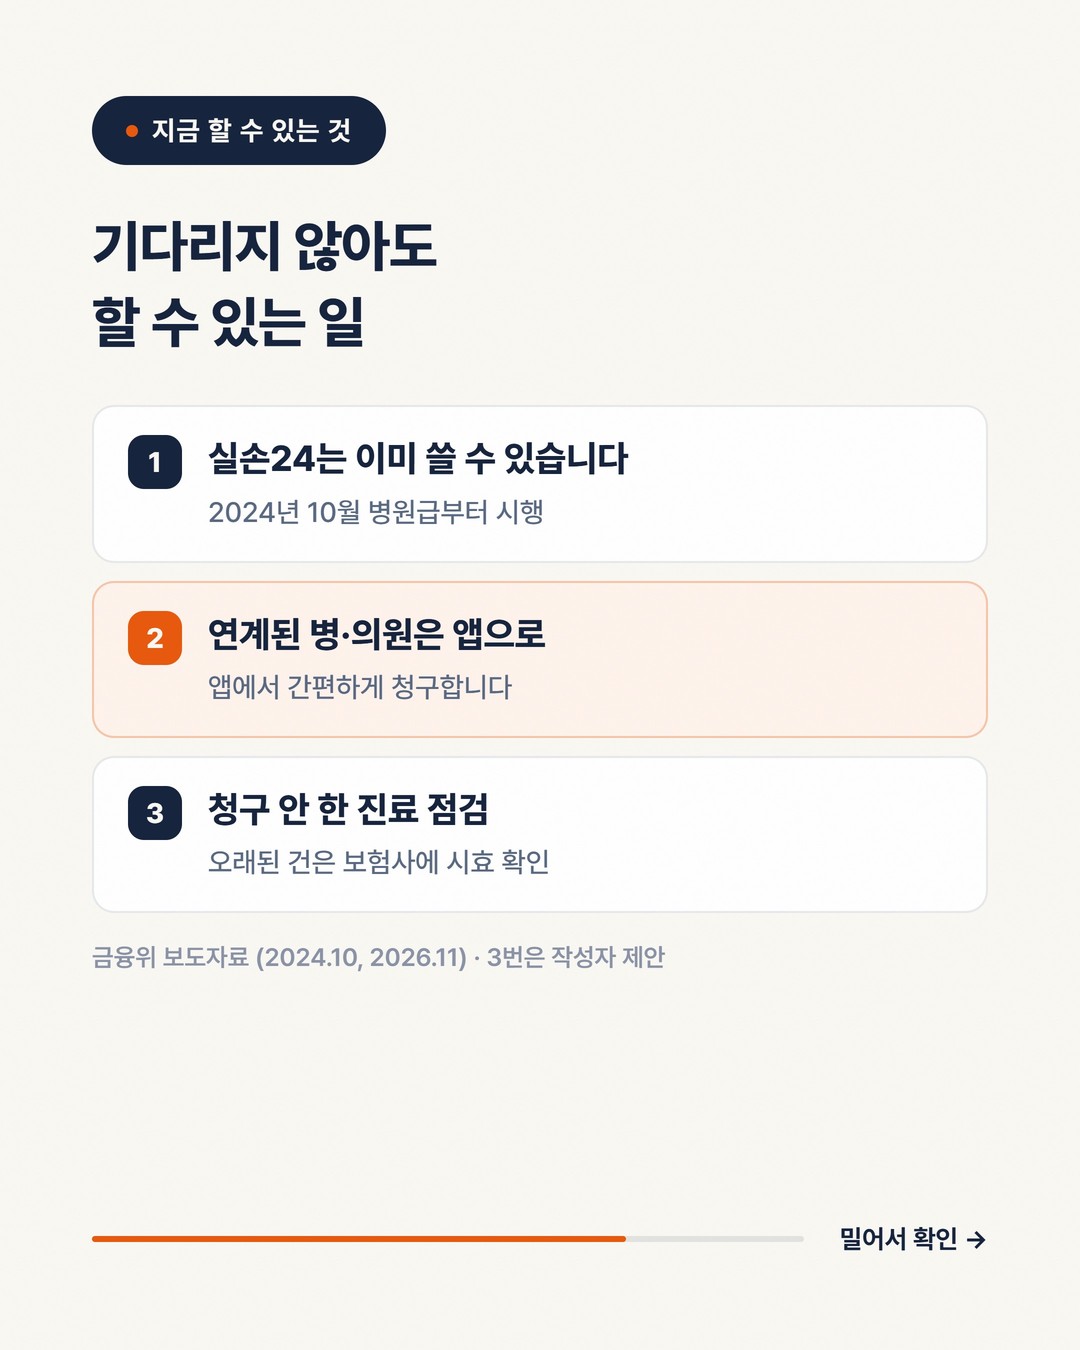 지금 할 수 있는 것
기다리지 않아도
할 수 있는 일
1
실손24는 이미 쓸 수 있습니다
2024년 10월 병원급부터 시행
2
연계된 병·의원은 앱으로
앱에서 간편하게 청구합니다
3
청구 안 한 진료 점검
오래된 건은 보험사에 시효 확인
금융위 보도자료 (2024.10, 2026.11) · 3번은 작성자 제안
밀어서 확인 →